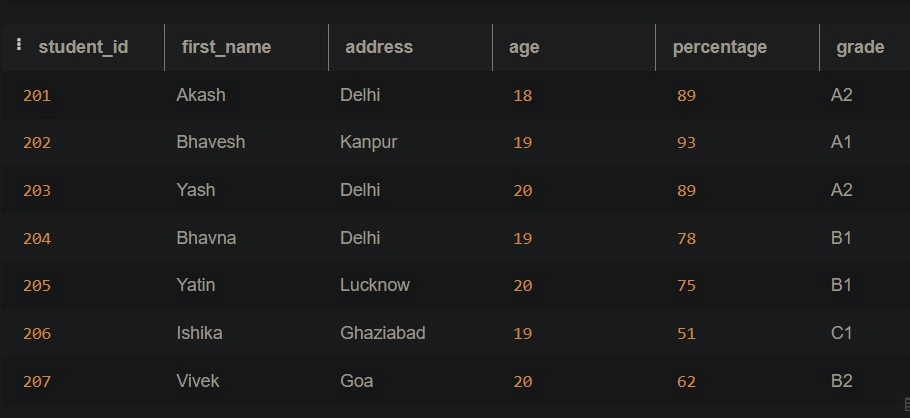 student_id first_name address age percentage grade
201 Akash Delhi 18 89 A2
202 Bhavesh Kanpur 19 93 A1
203 Yash Delhi 20 89 A2
204 Bhavna Delhi 19 78 B1
205 Yatin Lucknow 20 75 B1
206 Ishika Ghaziabad 19 51 C1
207 Vivek Goa 20 62 B2